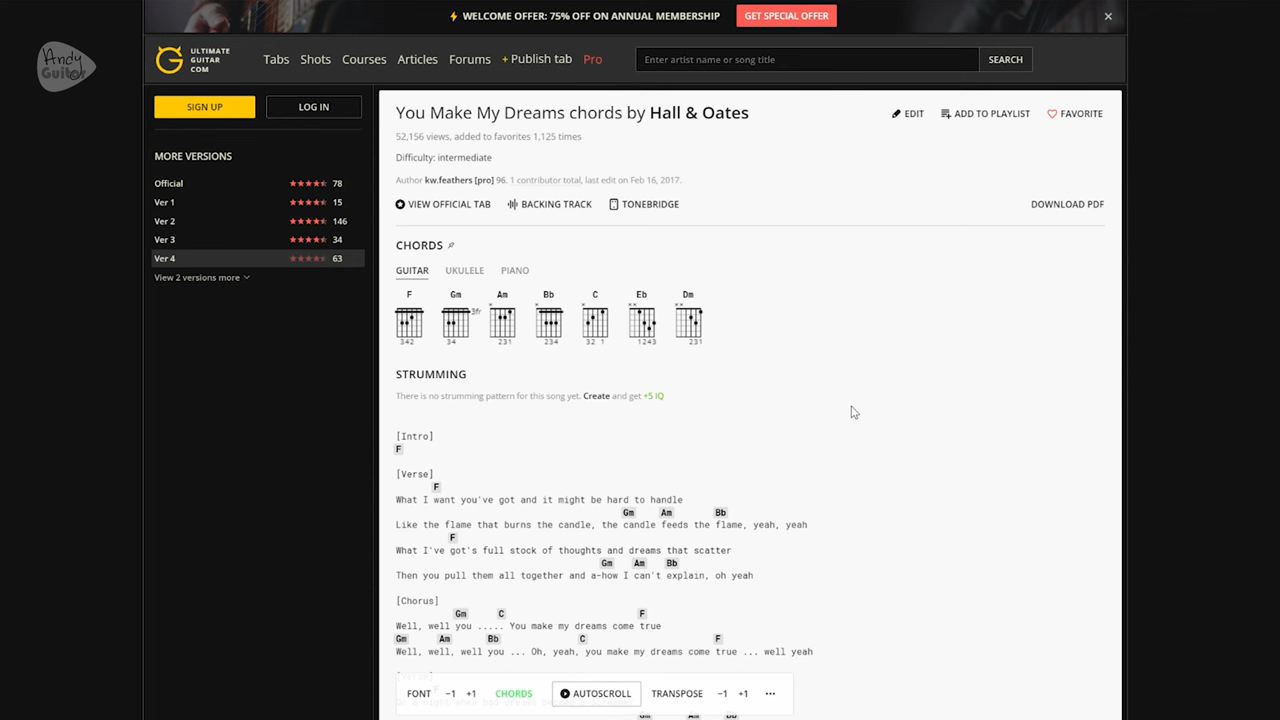 WELCOME OFFER: 75% OFF ON ANNUAL MEMBERSHIP GET SPECIAL OFFER
Andy Guitar
ULTIMATE
GUITAR
COM
Tabs Shots Courses Articles Forums + Publish tab Pro
Enter artist name or song title SEARCH
SIGN UP LOG IN
MORE VERSIONS
Official 78
Ver 1 15
Ver 2 146
Ver 3 34
Ver 4 63
View 2 versions more
You Make My Dreams chords by Hall & Oates
EDIT ADD TO PLAYLIST FAVORITE
52,156 views, added to favorites 1,125 times
Difficulty: intermediate
Author kw.feathers [pro] 96. 1 contributor total, last edit on Feb 16, 2017.
VIEW OFFICIAL TAB BACKING TRACK TONEBRIDGE DOWNLOAD PDF
CHORDS
GUITAR UKULELE PIANO
F Gm Am Bb C Eb Dm
3fr
342 34 231 234 32 1 1243 231
STRUMMING
There is no strumming pattern for this song yet. Create and get +5 IQ
[Intro]
F
[Verse]
F
What I want you've got and it might be hard to handle
Gm Am Bb
Like the flame that burns the candle, the candle feeds the flame, yeah, yeah
F
What I've got's full stock of thoughts and dreams that scatter
Gm Am Bb
Then you pull them all together and a-how I can't explain, oh yeah
[Chorus]
Gm C F
Well, well you ..... You make my dreams come true
Gm Am Bb C F
Well, well, well you ... Oh, yeah, you make my dreams come true ... well yeah
FONT −1 +1 CHORDS AUTOSCROLL TRANSPOSE −1 +1 ...
Gm Am Bb